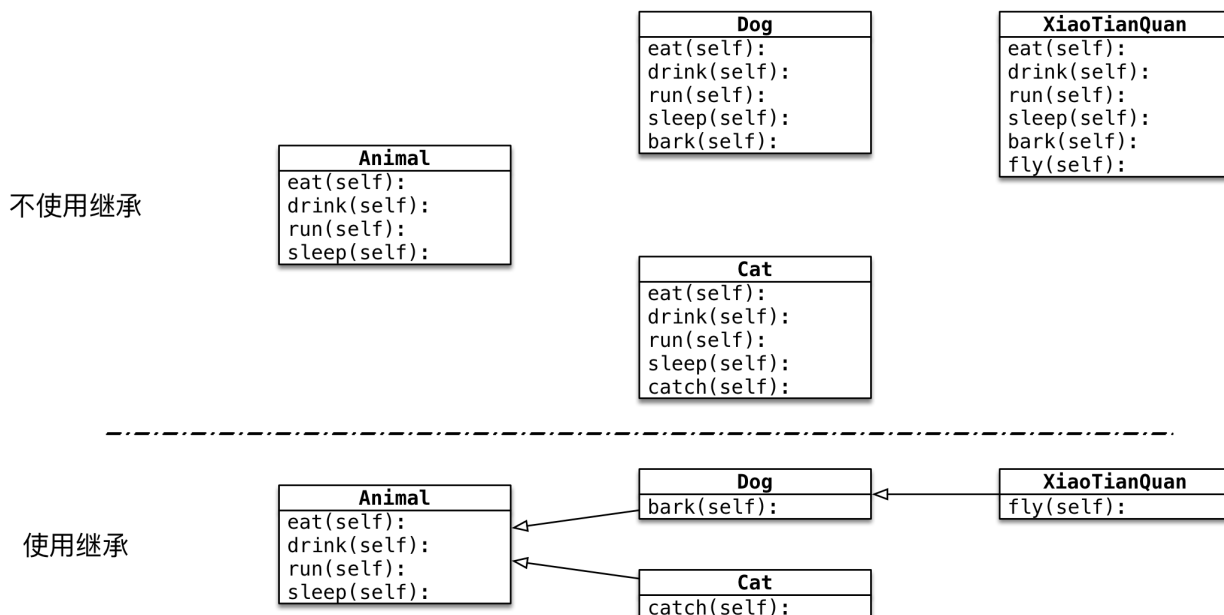 Dog
eat(self):
drink(self):
run(self):
sleep(self):
bark(self):
XiaoTianQuan
eat(self):
drink(self):
run(self):
sleep(self):
bark(self):
fly(self):
不使用继承
Animal
eat(self):
drink(self):
run(self):
sleep(self):
Cat
eat(self):
drink(self):
run(self):
sleep(self):
catch(self):
使用继承
Animal
eat(self):
drink(self):
run(self):
sleep(self):
Dog
bark(self):
XiaoTianQuan
fly(self):
Cat
catch(self):